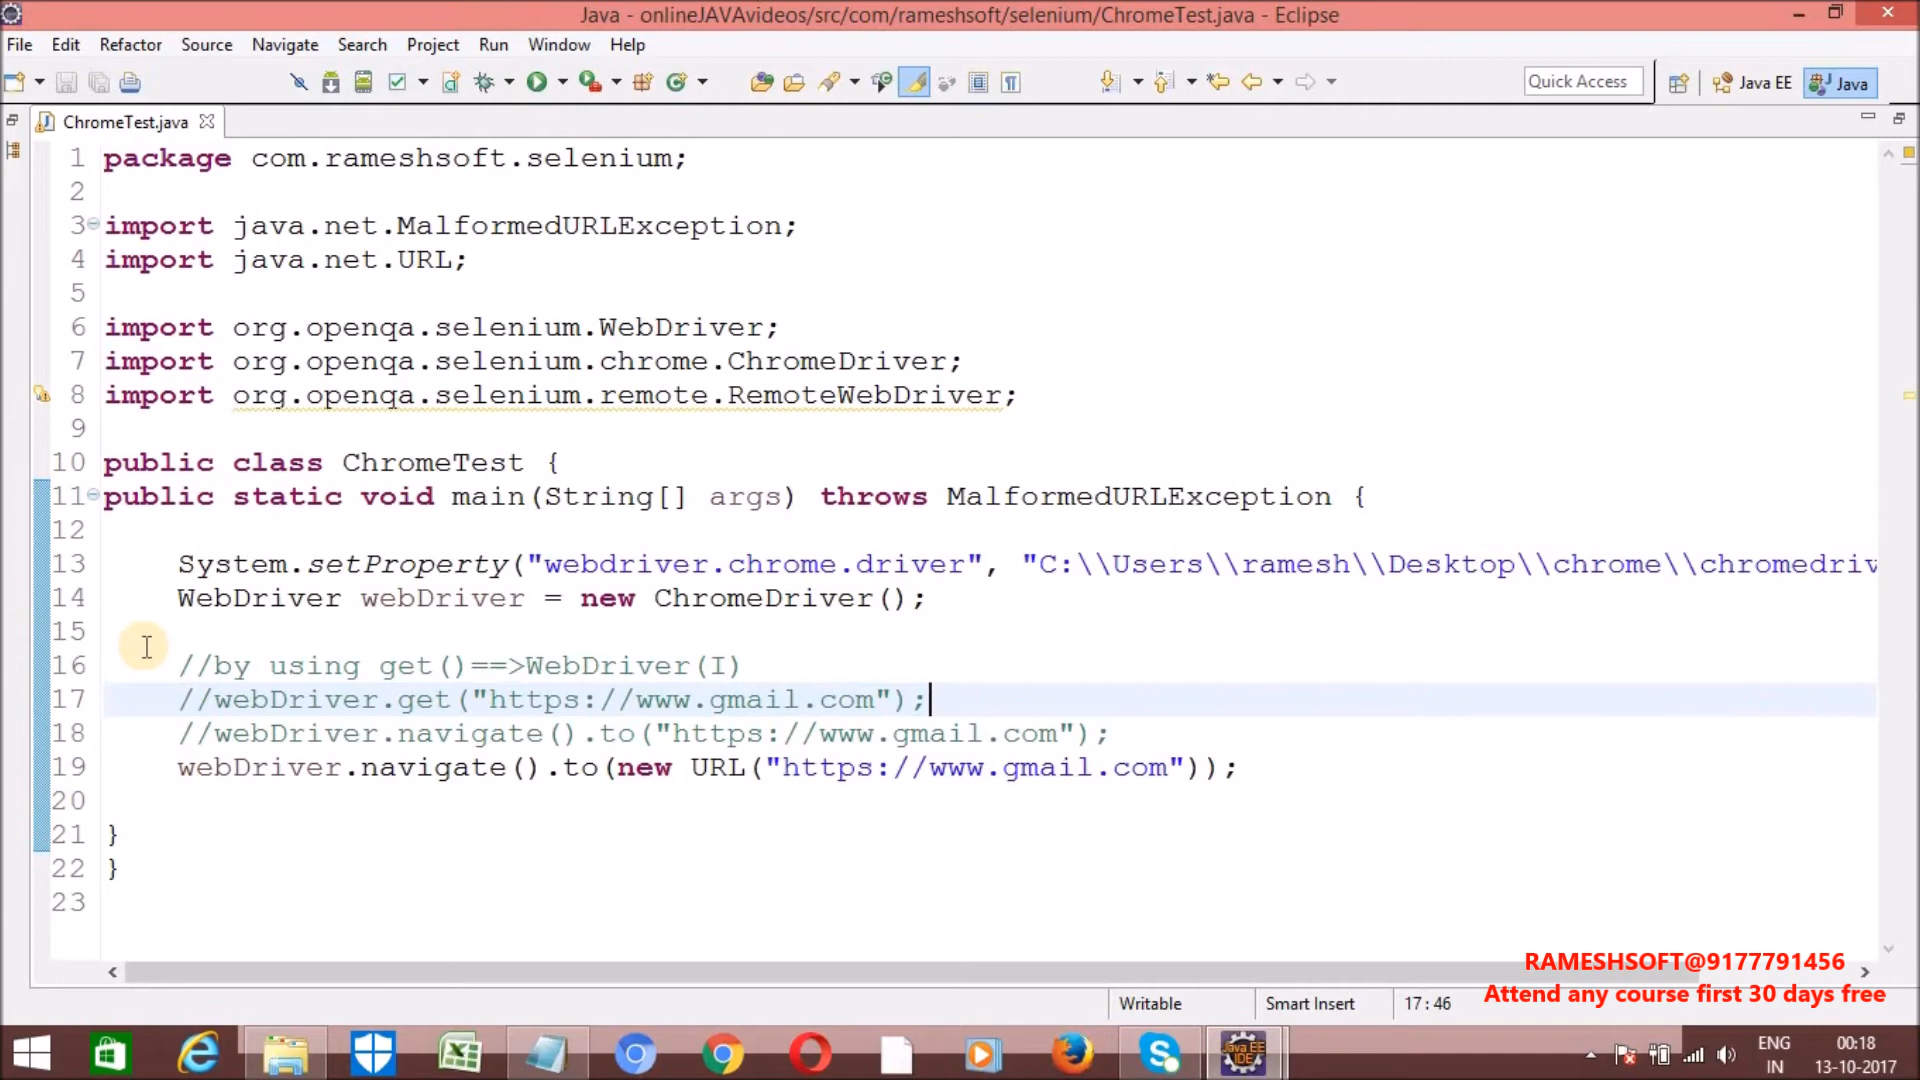 Java - onlineJAVAvideos/src/com/rameshsoft/selenium/ChromeTest.java - Eclipse
File Edit Refactor Source Navigate Search Project Run Window Help
Quick Access Java EE Java
ChromeTest.java
1 package com.rameshsoft.selenium;
2
3 import java.net.MalformedURLException;
4 import java.net.URL;
5
6 import org.openqa.selenium.WebDriver;
7 import org.openqa.selenium.chrome.ChromeDriver;
8 import org.openqa.selenium.remote.RemoteWebDriver;
9
10 public class ChromeTest {
11 public static void main(String[] args) throws MalformedURLException {
12
13 System.setProperty("webdriver.chrome.driver", "C:\\Users\\ramesh\\Desktop\\chrome\\chromedriv
14 WebDriver webDriver = new ChromeDriver();
15
16 //by using get()==>WebDriver(I)
17 //webDriver.get("https://www.gmail.com");
18 //webDriver.navigate().to("https://www.gmail.com");
19 webDriver.navigate().to(new URL("https://www.gmail.com"));
20
21 }
22 }
23
RAMESHSOFT@9177791456
Attend any course first 30 days free
Writable Smart Insert 17 : 46
Java EE
IDE
ENG
IN
00:18
13-10-2017